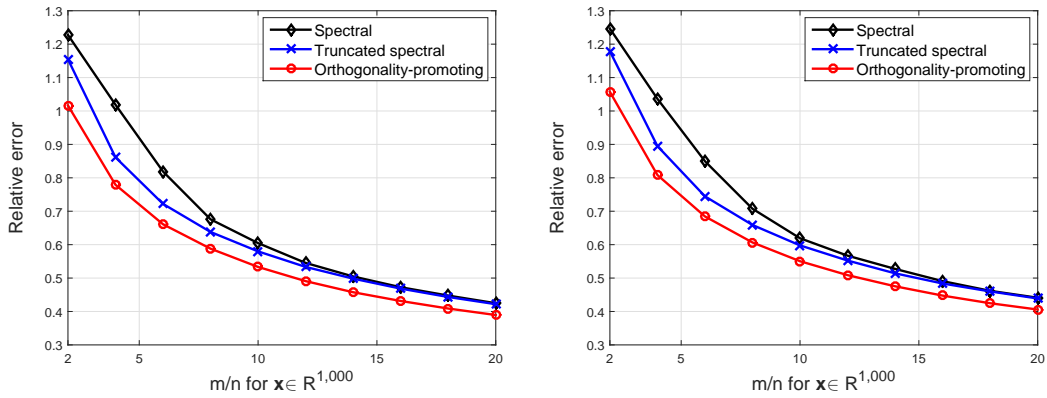 1.3
1.2
1.1
1
0.9
0.8
0.7
0.6
0.5
0.4
0.3
Relative error
Spectral
Truncated spectral
Orthogonality-promoting
2 5 10 15 20
m/n for x∈ R^1,000
1.3
1.2
1.1
1
0.9
0.8
0.7
0.6
0.5
0.4
0.3
Relative error
Spectral
Truncated spectral
Orthogonality-promoting
2 5 10 15 20
m/n for x∈ R^1,000